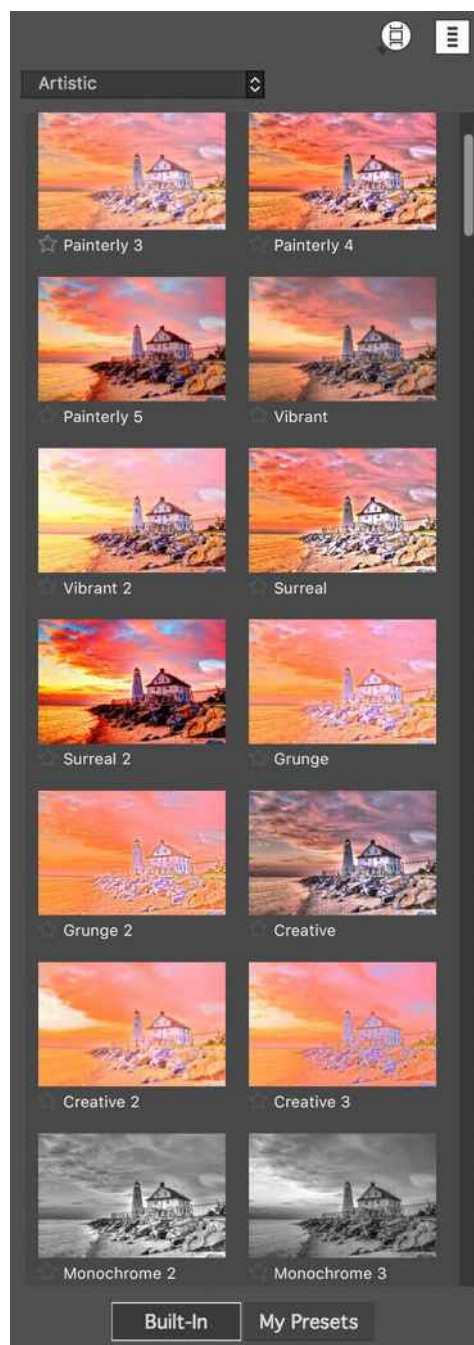 Artistic
Painterly 3
Painterly 4
Painterly 5
Vibrant
Vibrant 2
Surreal
Surreal 2
Grunge
Grunge 2
Creative
Creative 2
Creative 3
Monochrome 2
Monochrome 3
Built-In
My Presets